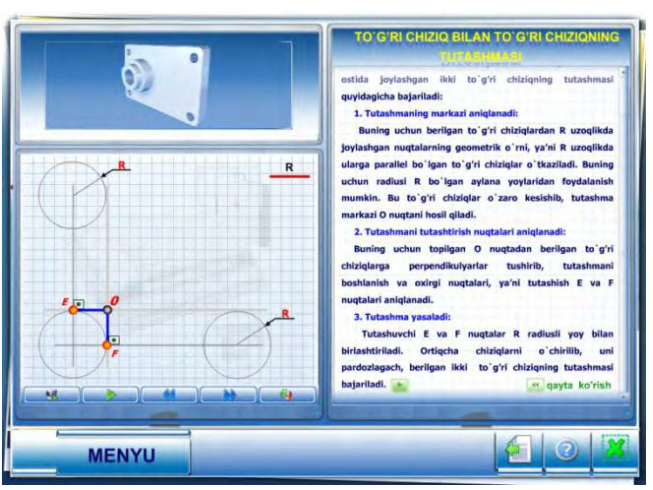 TO`G'RI CHIZIQ BILAN TO`G'RI CHIZIQNING
TUTASHMASI
ostida joylashgan ikki to`g'ri chiziqning tutashmasi
quyidagicha bajariladi:
1. Tutashmaning markazi aniqlanadi:
Buning uchun berilgan to`g'ri chiziqlardan R uzoqlikda
joylashgan nuqtalarning geometrik o`rni, ya'ni R uzoqlikda
ularga parallel bo`lgan to`g'ri chiziqlar o`tkaziladi. Buning
uchun radiusi R bo`lgan aylana yoylaridan foydalanish
mumkin. Bu to`g'ri chiziqlar o`zaro kesishib, tutashma
markazi O nuqtani hosil qiladi.
2. Tutashmani tutashtirish nuqtalari aniqlanadi:
Buning uchun topilgan O nuqtadan berilgan to`g'ri
chiziqlarga perpendikulyarlar tushirib, tutashmani
boshlanish va oxirgi nuqtalari, ya'ni tutashish E va F
nuqtalari aniqlanadi.
3. Tutashma yasaladi:
Tutashuvchi E va F nuqtalar R radiusli yoy bilan
birlashtiriladi. Ortiqcha chiziqlarni o`chirilib, uni
pardozlagach, berilgan ikki to`g'ri chiziqning tutashmasi
bajariladi.
qayta ko'rish
R
R
E
O
F
R
MENYU